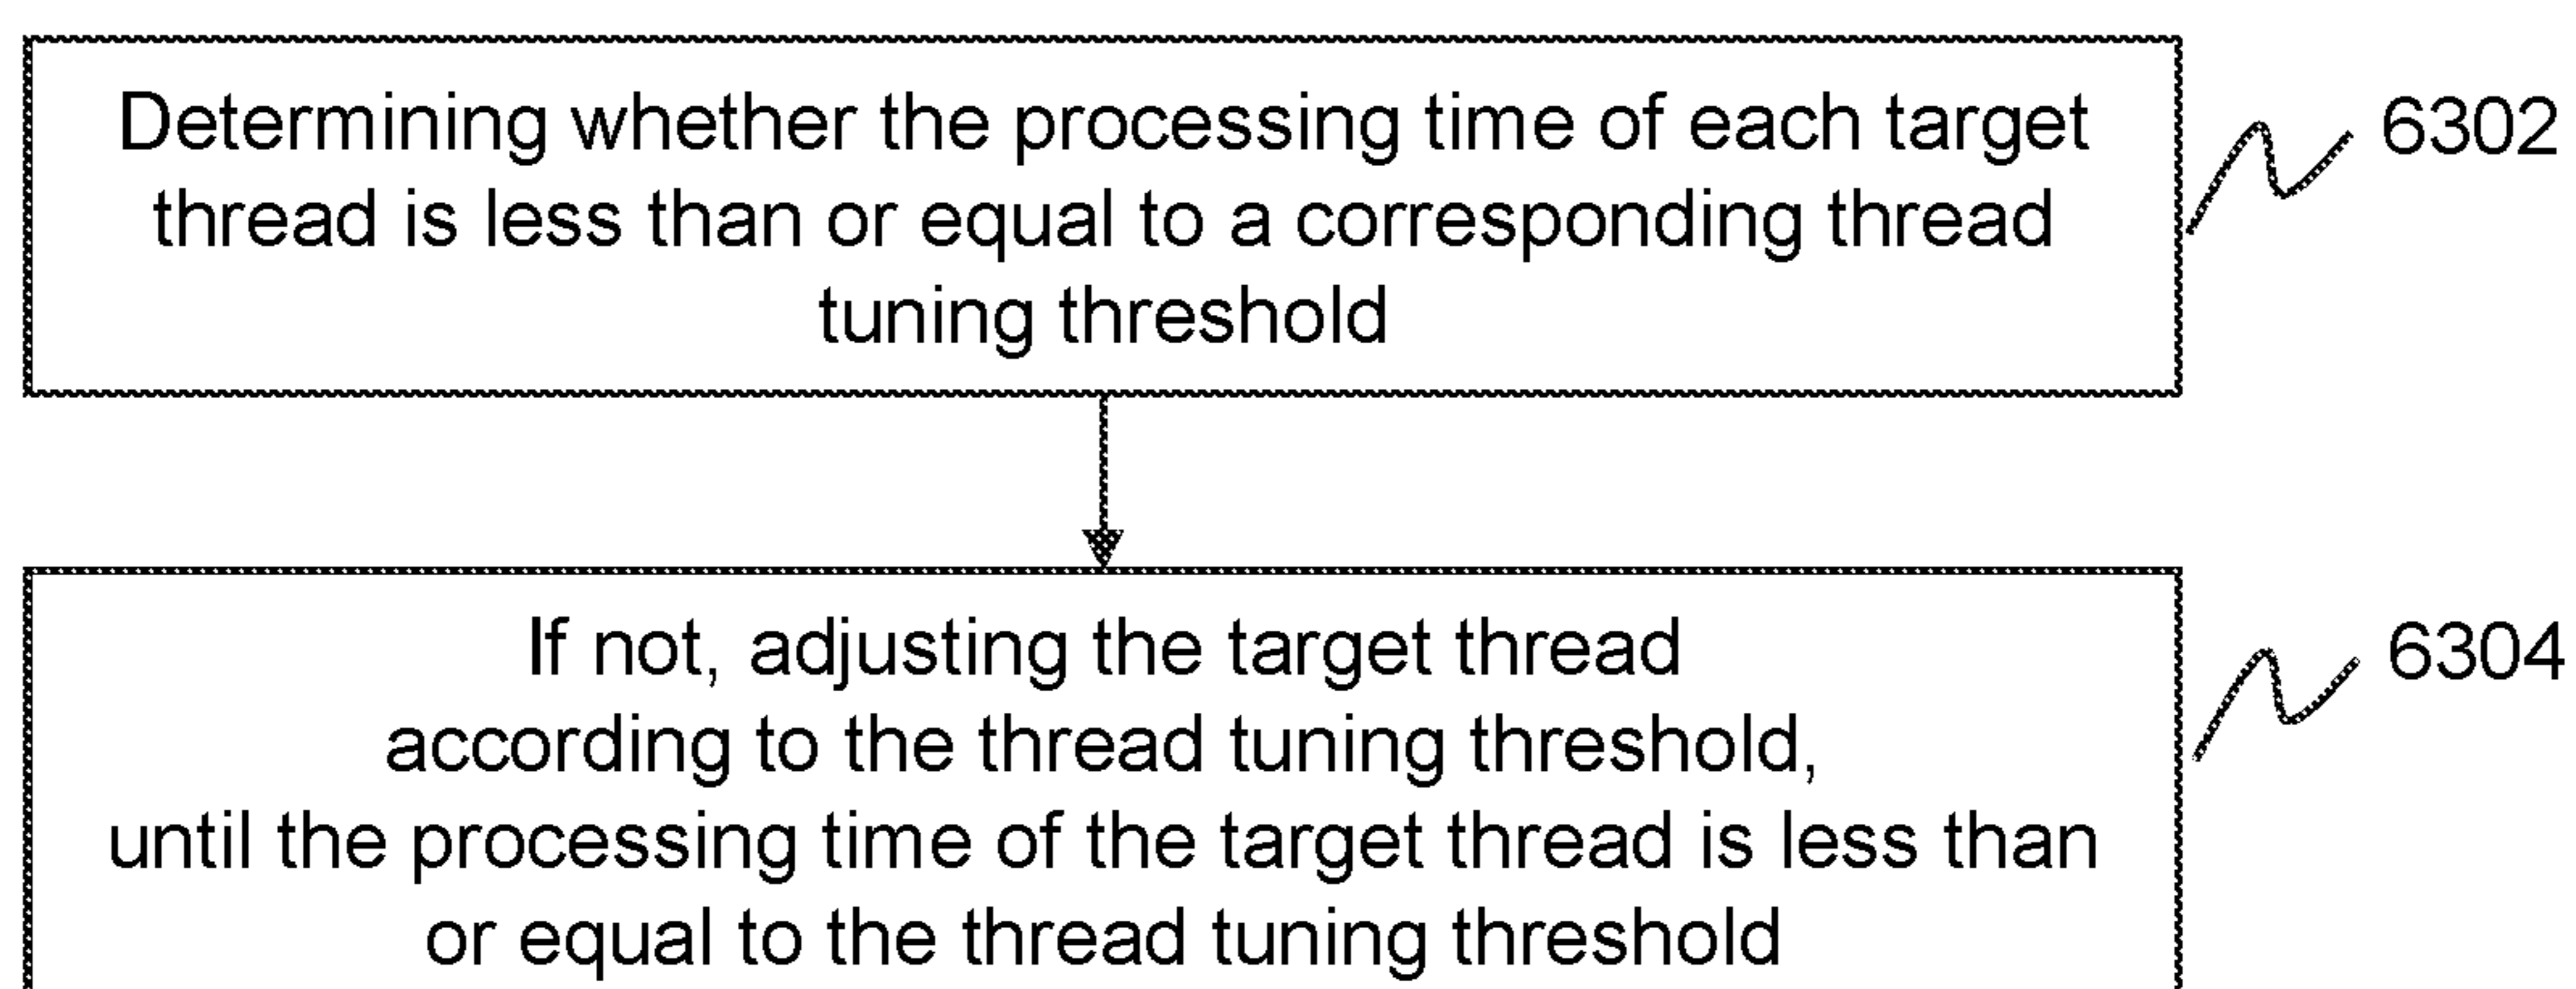 Determining whether the processing time of each target
thread is less than or equal to a corresponding thread
tuning threshold
6302
If not, adjusting the target thread
according to the thread tuning threshold,
until the processing time of the target thread is less than
or equal to the thread tuning threshold
6304